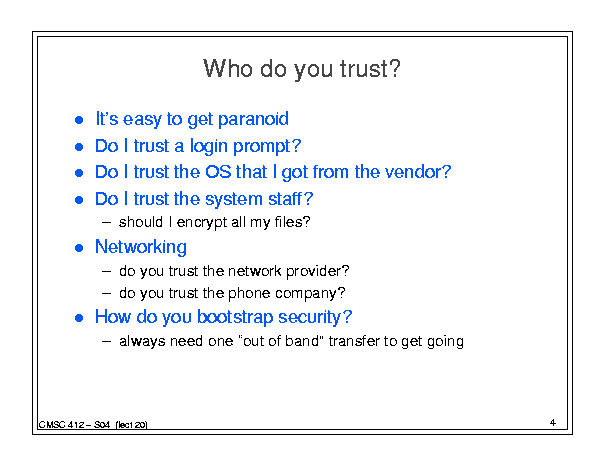 Who do you trust?
● It's easy to get paranoid
● Do I trust a login prompt?
● Do I trust the OS that I got from the vendor?
● Do I trust the system staff?
– should I encrypt all my files?
● Networking
– do you trust the network provider?
– do you trust the phone company?
● How do you bootstrap security?
– always need one "out of band" transfer to get going
CMSC 412 – S04 (lect 20)
4